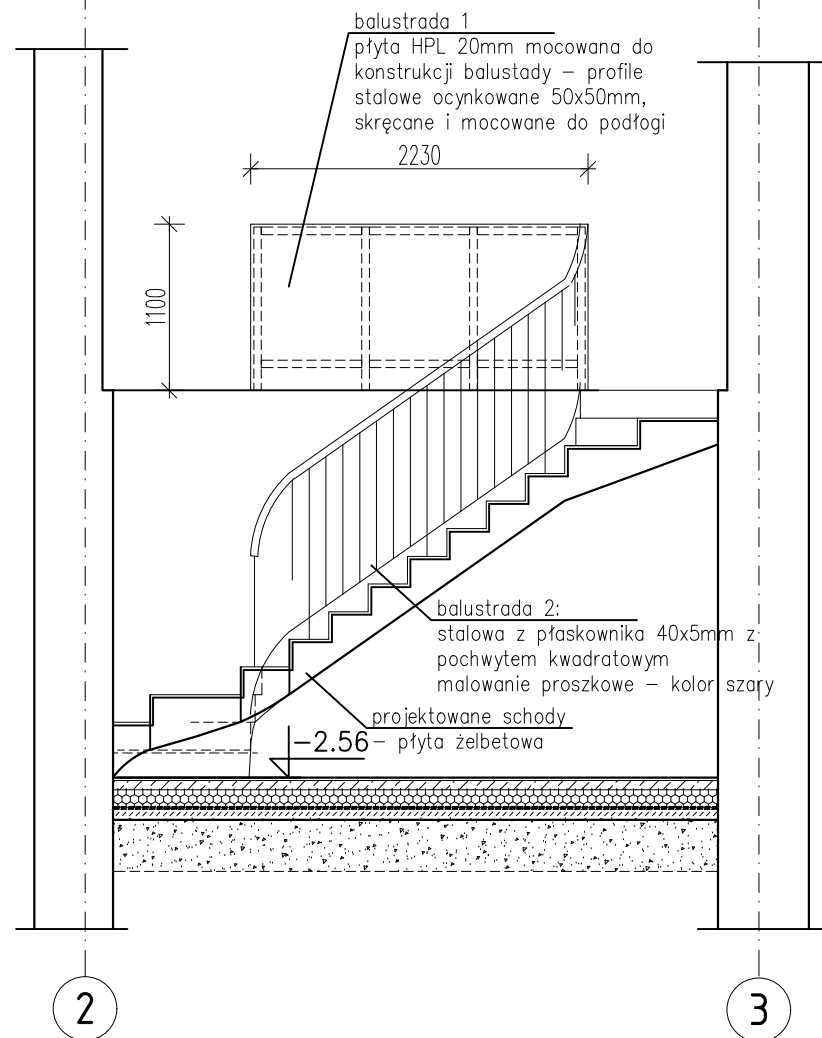 balustrada 1
płyta HPL 20mm mocowana do
konstrukcji balustady – profile
stalowe ocynkowane 50x50mm,
skręcane i mocowane do podłogi
2230
1100
balustrada 2:
stalowa z płaskownika 40x5mm z
pochwytem kwadratowym
malowanie proszkowe – kolor szary
projektowane schody
– płyta żelbetowa
-2.56
2
3